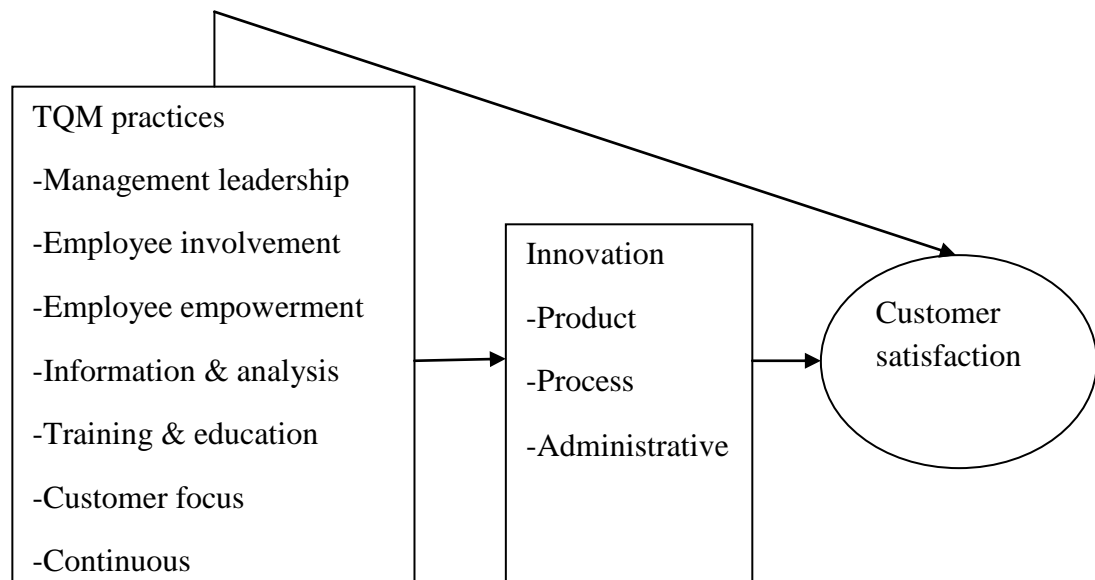 TQM practices
-Management leadership
-Employee involvement
-Employee empowerment
-Information & analysis
-Training & education
-Customer focus
-Continuous
Innovation
-Product
-Process
-Administrative
Customer
satisfaction